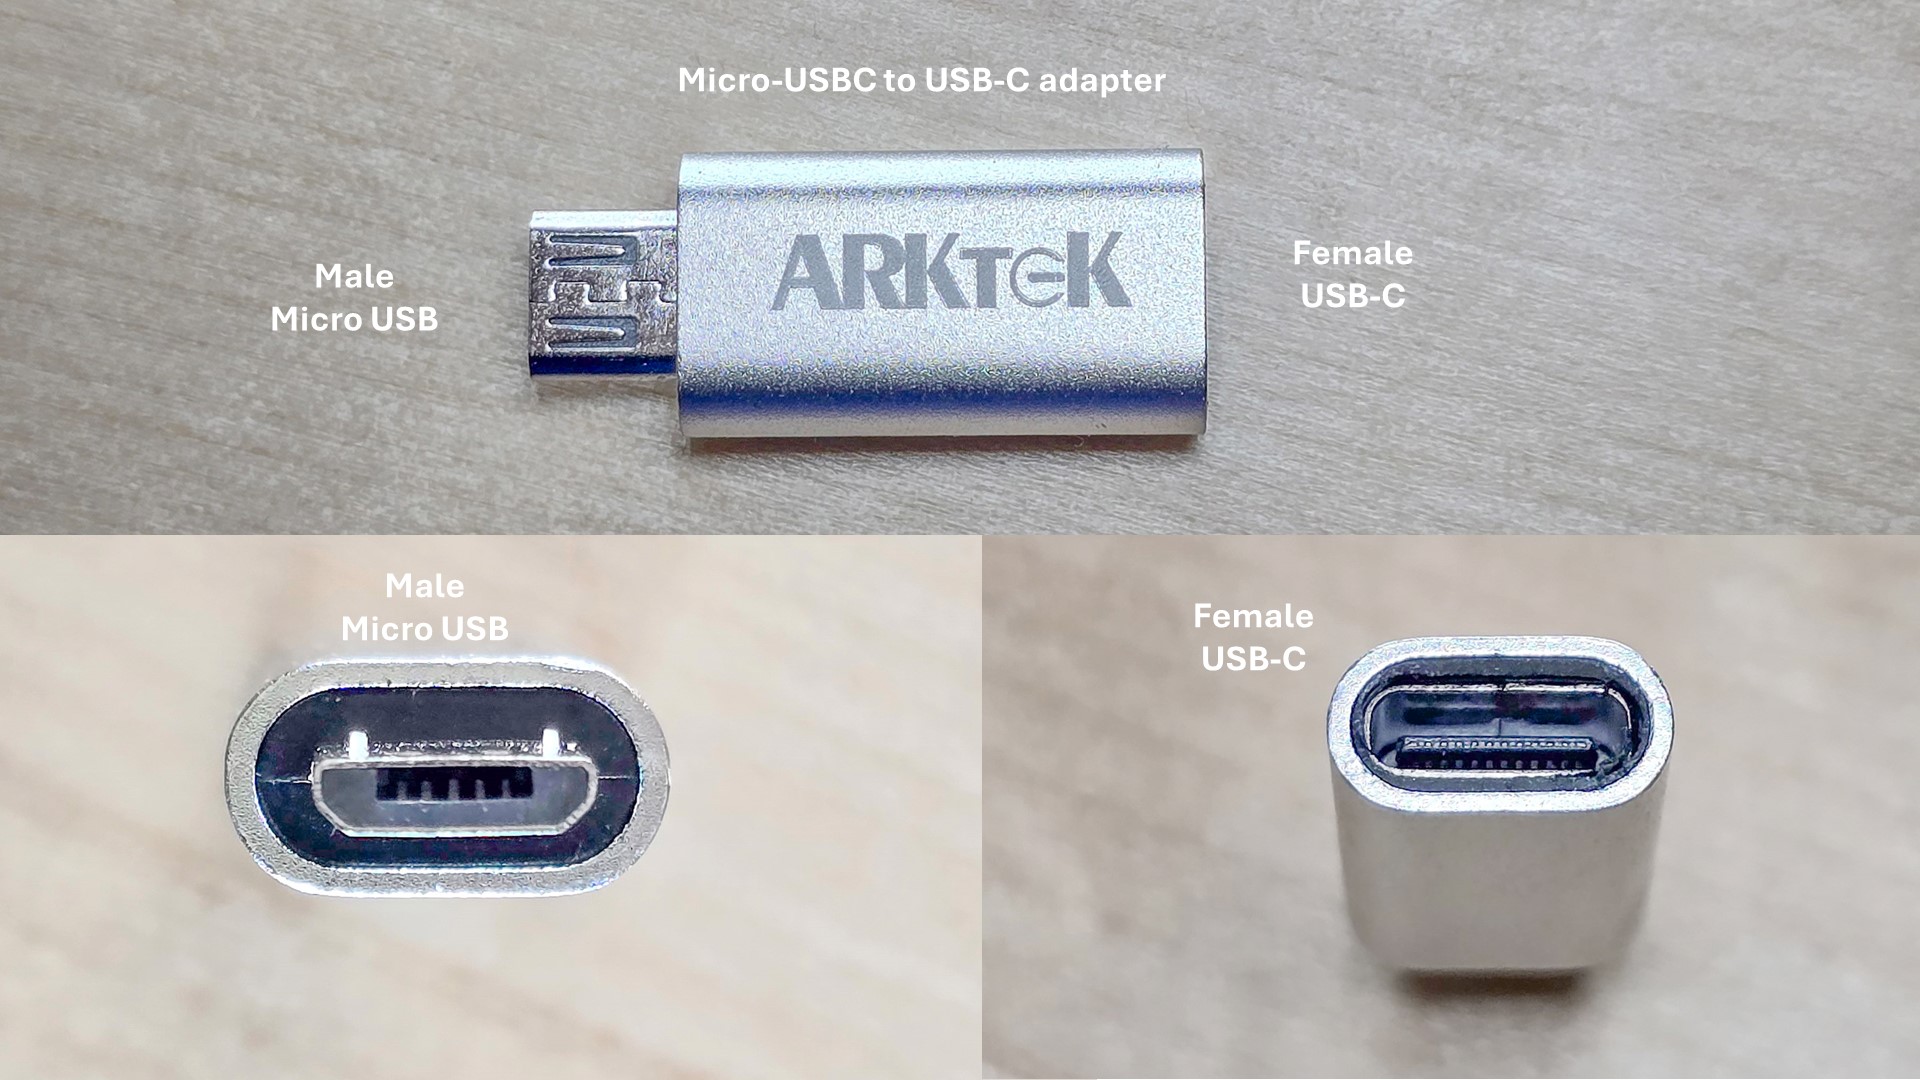 Micro-USBC to USB-C adapter
ARKTEK
Male
Micro USB
Female
USB-C
Male
Micro USB
Female
USB-C